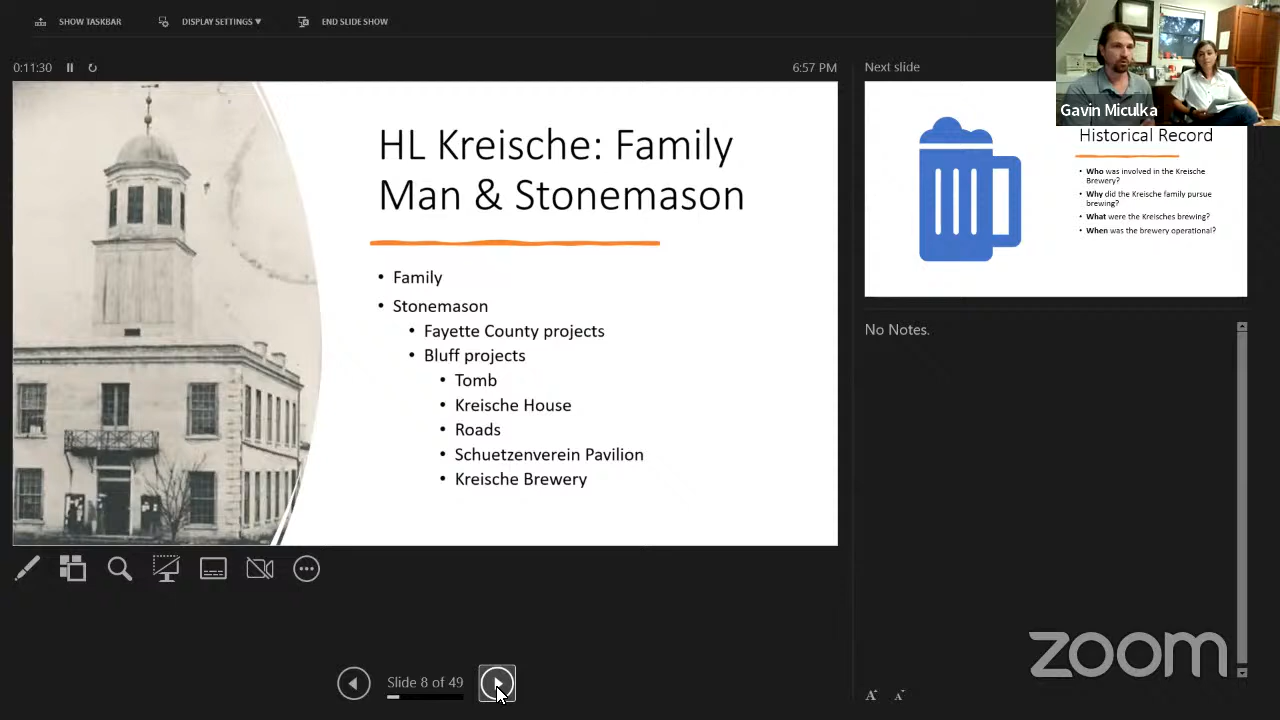 SHOW TASKBAR
DISPLAY SETTINGS ▼
END SLIDE SHOW
0:11:30
6:57 PM
HL Kreische: Family
Man & Stonemason
• Family
• Stonemason
• Fayette County projects
• Bluff projects
• Tomb
• Kreische House
• Roads
• Schuetzenverein Pavilion
• Kreische Brewery
Slide 8 of 49
Next slide
Gavin Miculka
Historical Record
• Who was involved in the Kreische
Brewery?
• Why did the Kreische family pursue
brewing?
• What were the Kreisches brewing?
• When was the brewery operational?
No Notes.
zoom
A A